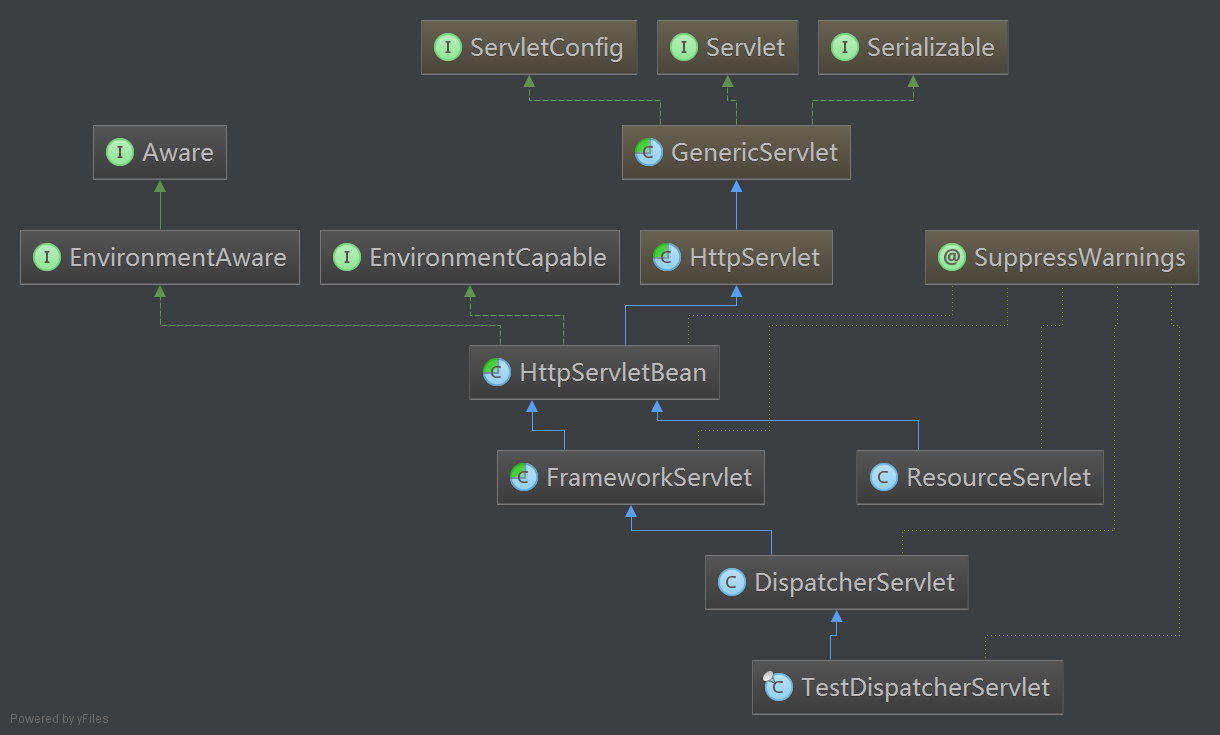 I ServletConfig
I Servlet
I Serializable
I Aware
C GenericServlet
I EnvironmentAware
I EnvironmentCapable
C HttpServlet
@ SuppressWarnings
C HttpServletBean
C FrameworkServlet
C ResourceServlet
C DispatcherServlet
C TestDispatcherServlet
Powered by yFiles